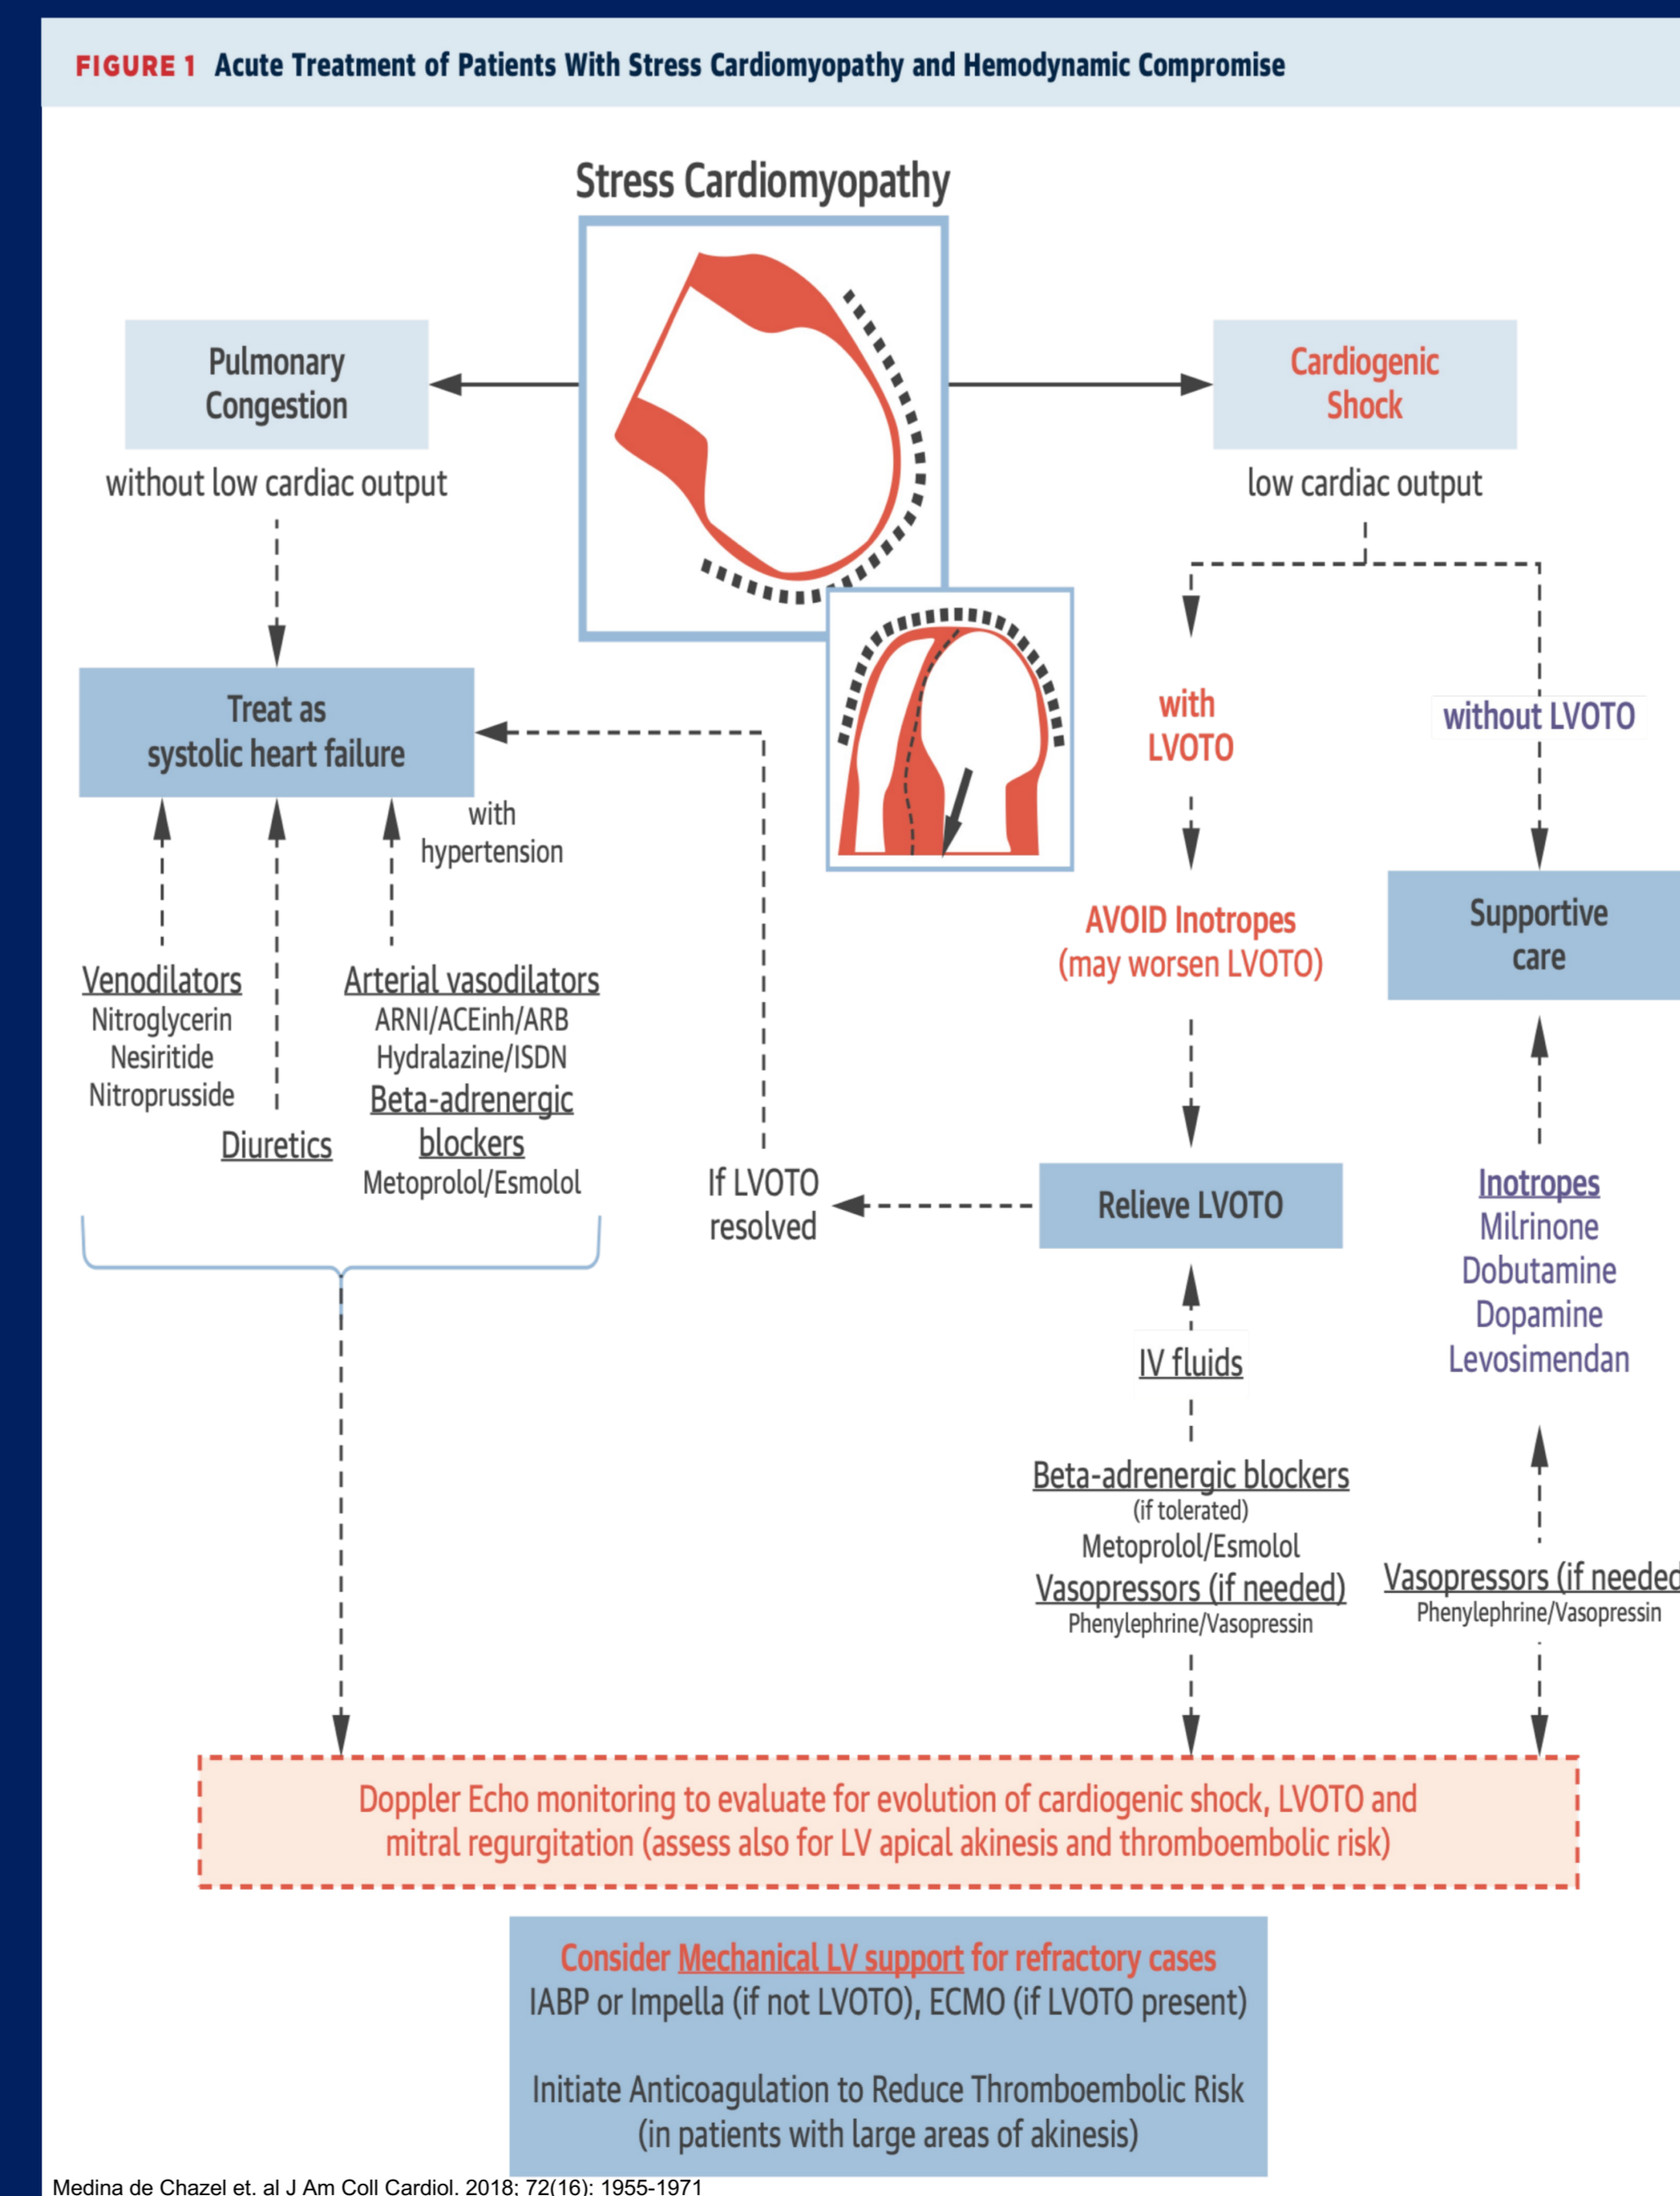 FIGURE 1 Acute Treatment of Patients With Stress Cardiomyopathy and Hemodynamic Compromise
Stress Cardiomyopathy
Pulmonary
Congestion
without low cardiac output
Cardiogenic
Shock
low cardiac output
Treat as
systolic heart failure
with
hypertension
with
LVOTO
without LVOTO
AVOID Inotropes
(may worsen LVOTO)
Supportive
care
Venodilators
Nitroglycerin
Nesiritide
Nitroprusside
Diuretics
Arterial vasodilators
ARNI/ACEinh/ARB
Hydralazine/ISDN
Beta-adrenergic
blockers
Metoprolol/Esmolol
If LVOTO
resolved
Relieve LVOTO
IV fluids
Beta-adrenergic blockers
(if tolerated)
Metoprolol/Esmolol
Vasopressors (if needed)
Phenylephrine/Vasopressin
Inotropes
Milrinone
Dobutamine
Dopamine
Levosimendan
Vasopressors (if needed
Phenylephrine/Vasopressin
Doppler Echo monitoring to evaluate for evolution of cardiogenic shock, LVOTO and
mitral regurgitation (assess also for LV apical akinesis and thromboembolic risk)
Consider Mechanical LV support for refractory cases
IABP or Impella (if not LVOTO), ECMO (if LVOTO present)
Initiate Anticoagulation to Reduce Thromboembolic Risk
(in patients with large areas of akinesis)
Medina de Chazel et. al J Am Coll Cardiol. 2018; 72(16): 1955-1971